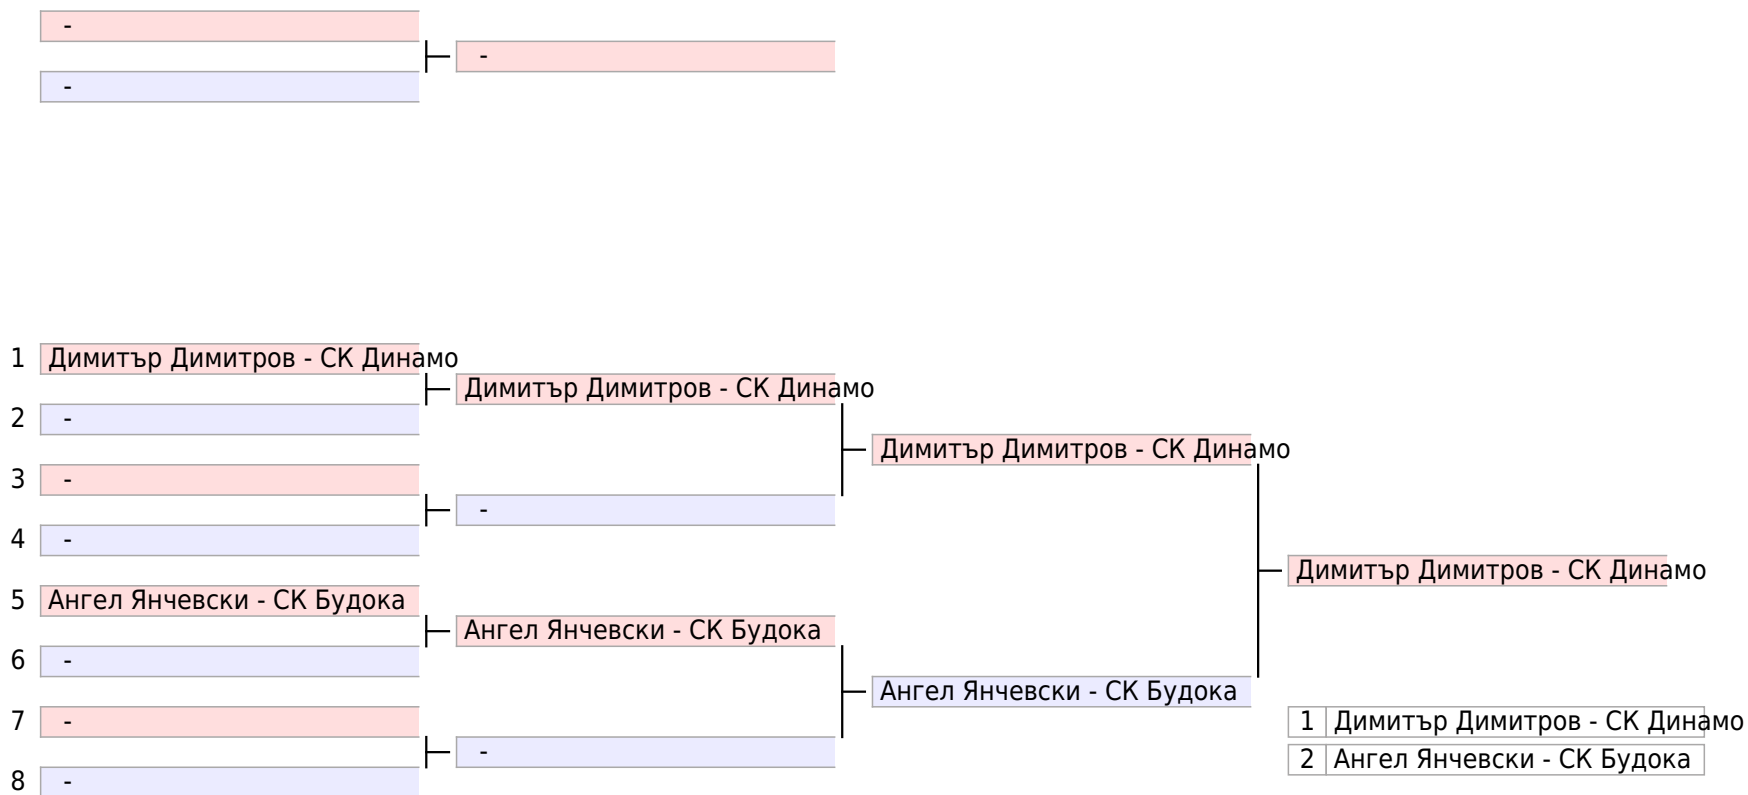 -
-
-
1 Димитър Димитров - СК Динамо
Димитър Димитров - СК Динамо
2 -
Димитър Димитров - СК Динамо
3 -
-
4 -
Димитър Димитров - СК Динамо
5 Ангел Янчевски - СК Будока
Ангел Янчевски - СК Будока
6 -
Ангел Янчевски - СК Будока
7 -
1 Димитър Димитров - СК Динамо
-
2 Ангел Янчевски - СК Будока
8 -